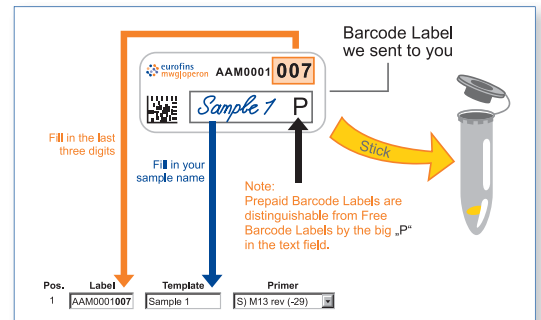 Barcode Label
we sent to you
eurofins
mwg|operon
AAM0001 007
Sample 1 P
Fill in the last
three digits
Fill in your
sample name
Stick
Note:
Prepaid Barcode Labels are
distinguishable from Free
Barcode Labels by the big „P“
in the text field.
Pos. Label Template Primer
1 AAM0001007 Sample 1 S) M13 rev (-29)